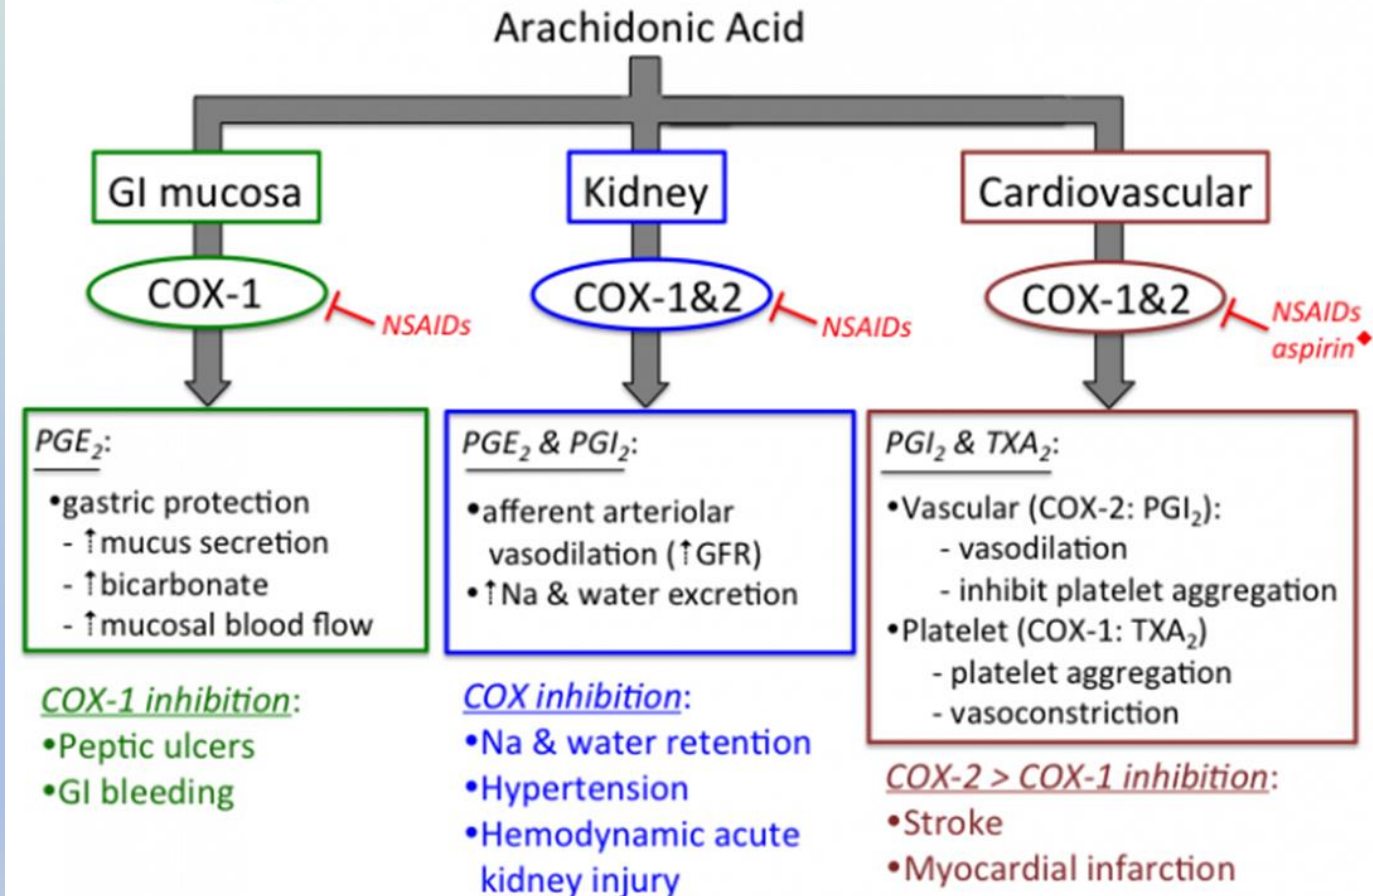 Arachidonic Acid
GI mucosa
COX-1
NSAIDs
PGE₂:
•gastric protection
- ↑mucus secretion
- ↑bicarbonate
- ↑mucosal blood flow
COX-1 inhibition:
•Peptic ulcers
•GI bleeding
Kidney
COX-1&2
NSAIDs
PGE₂ & PGI₂:
•afferent arteriolar
vasodilation (↑GFR)
•↑Na & water excretion
COX inhibition:
•Na & water retention
•Hypertension
•Hemodynamic acute
kidney injury
Cardiovascular
COX-1&2
NSAIDs
aspirin◆
PGI₂ & TXA₂:
•Vascular (COX-2: PGI₂):
- vasodilation
- inhibit platelet aggregation
•Platelet (COX-1: TXA₂)
- platelet aggregation
- vasoconstriction
COX-2 > COX-1 inhibition:
•Stroke
•Myocardial infarction